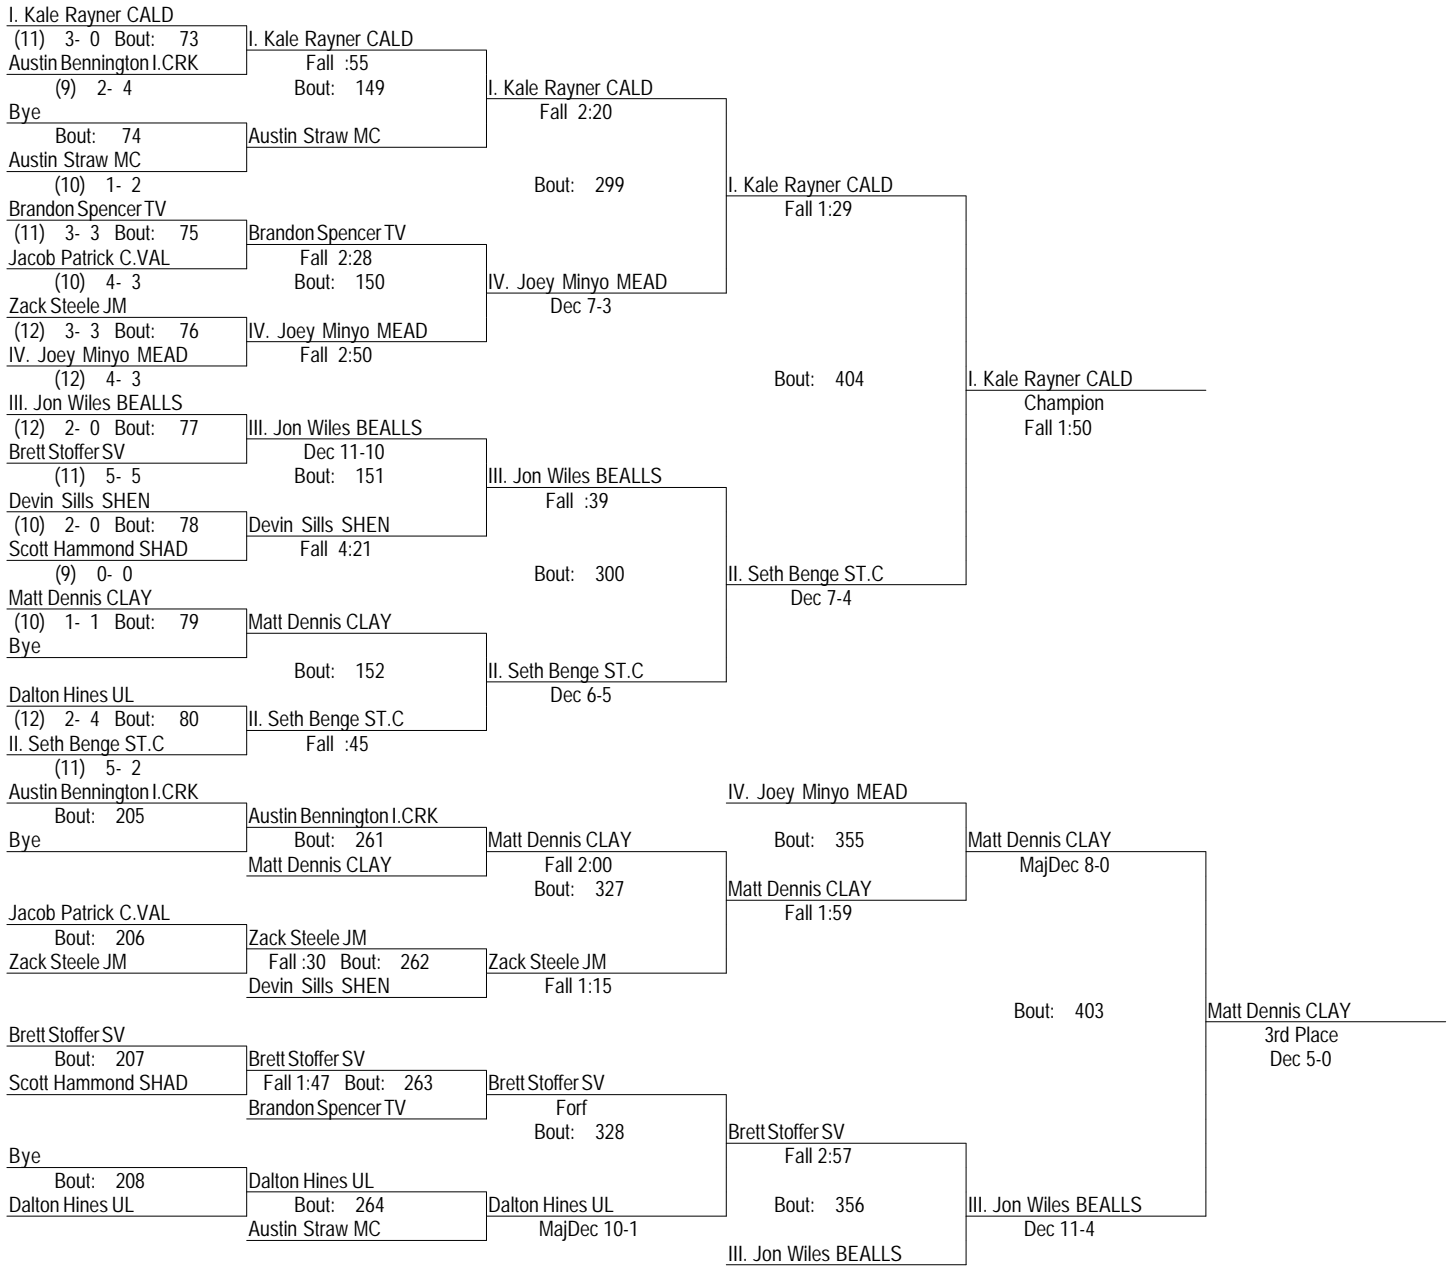 I. Kale Rayner CALD
(11) 3- 0 Bout: 73
I. Kale Rayner CALD
Austin Bennington I.CRK
Fall :55
(9) 2- 4
Bout: 149
I. Kale Rayner CALD
Bye
Fall 2:20
Bout: 74
Austin Straw MC
Austin Straw MC
(10) 1- 2
Bout: 299
I. Kale Rayner CALD
Brandon Spencer TV
Fall 1:29
(11) 3- 3 Bout: 75
Brandon Spencer TV
Jacob Patrick C.VAL
Fall 2:28
(10) 4- 3
Bout: 150
IV. Joey Minyo MEAD
Zack Steele JM
Dec 7-3
(12) 3- 3 Bout: 76
IV. Joey Minyo MEAD
IV. Joey Minyo MEAD
Fall 2:50
(12) 4- 3
Bout: 404
I. Kale Rayner CALD
III. Jon Wiles BEALLS
Champion
(12) 2- 0 Bout: 77
III. Jon Wiles BEALLS
Fall 1:50
Brett Stoffer SV
Dec 11-10
(11) 5- 5
Bout: 151
III. Jon Wiles BEALLS
Devin Sills SHEN
Fall :39
(10) 2- 0 Bout: 78
Devin Sills SHEN
Scott Hammond SHAD
Fall 4:21
(9) 0- 0
Bout: 300
II. Seth Benge ST.C
Matt Dennis CLAY
Dec 7-4
(10) 1- 1 Bout: 79
Matt Dennis CLAY
Bye
Bout: 152
II. Seth Benge ST.C
Dalton Hines UL
Dec 6-5
(12) 2- 4 Bout: 80
II. Seth Benge ST.C
II. Seth Benge ST.C
Fall :45
(11) 5- 2
Austin Bennington I.CRK
IV. Joey Minyo MEAD
Bout: 205
Austin Bennington I.CRK
Bye
Bout: 261
Matt Dennis CLAY
Bout: 355
Matt Dennis CLAY
Matt Dennis CLAY
Fall 2:00
MajDec 8-0
Bout: 327
Matt Dennis CLAY
Jacob Patrick C.VAL
Fall 1:59
Bout: 206
Zack Steele JM
Zack Steele JM
Fall :30 Bout: 262
Zack Steele JM
Devin Sills SHEN
Fall 1:15
Bout: 403
Matt Dennis CLAY
Brett Stoffer SV
3rd Place
Bout: 207
Brett Stoffer SV
Dec 5-0
Scott Hammond SHAD
Fall 1:47 Bout: 263
Brett Stoffer SV
Brandon Spencer TV
Forf
Bout: 328
Brett Stoffer SV
Bye
Fall 2:57
Bout: 208
Dalton Hines UL
Dalton Hines UL
Bout: 264
Dalton Hines UL
Bout: 356
III. Jon Wiles BEALLS
Austin Straw MC
MajDec 10-1
Dec 11-4
III. Jon Wiles BEALLS